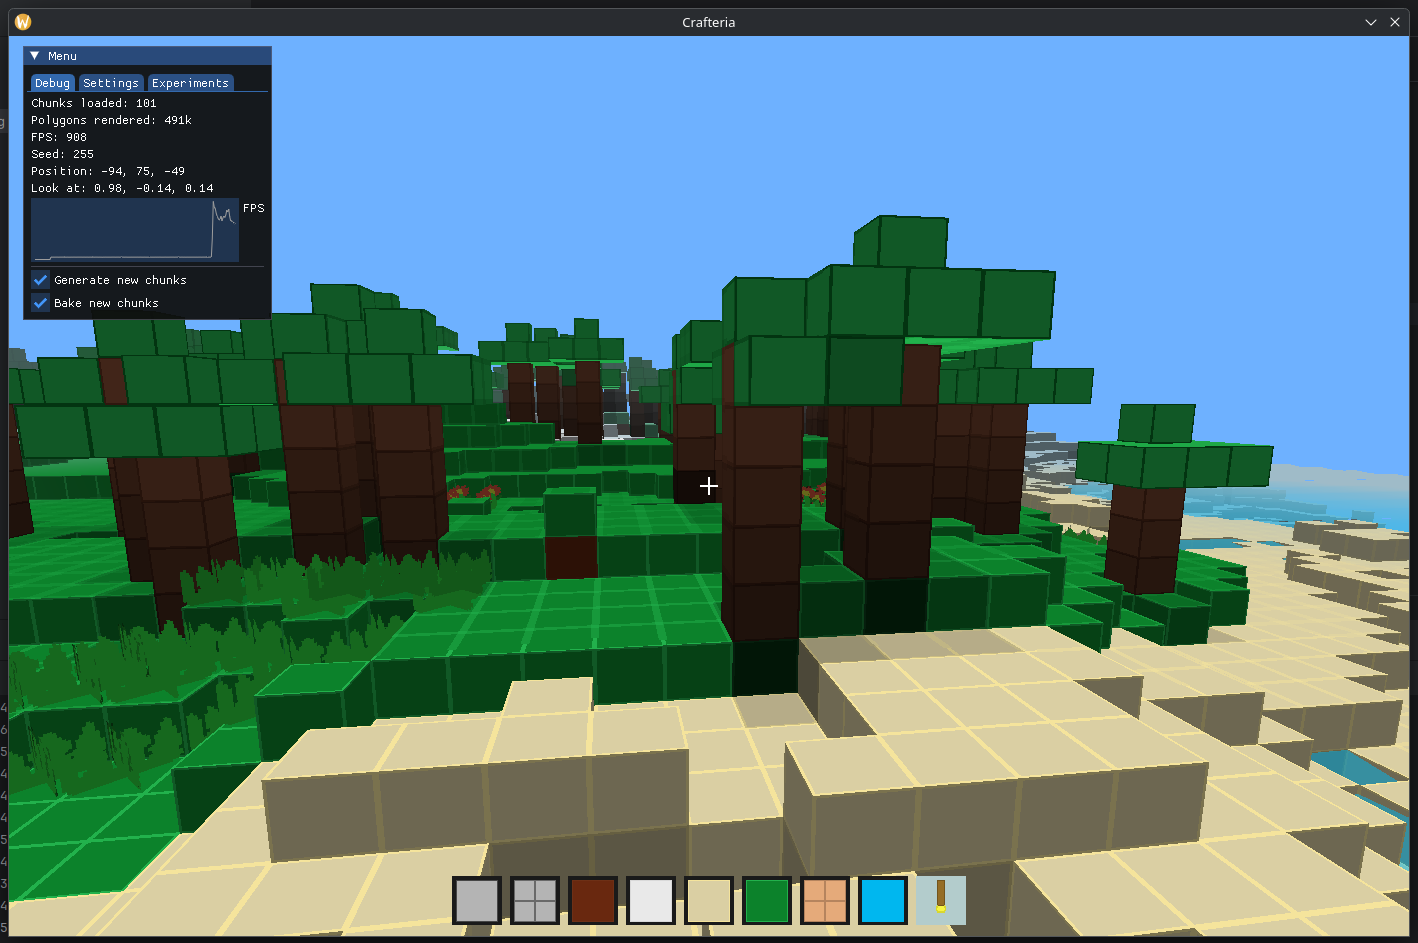 Crafteria
Menu
Debug Settings Experiments
Chunks loaded: 101
Polygons rendered: 491k
FPS: 908
Seed: 255
Position: -94, 75, -49
Look at: 0.98, -0.14, 0.14
FPS
Generate new chunks
Bake new chunks